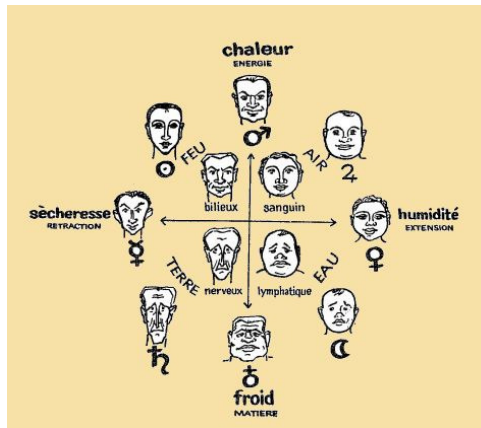 chaleur
ENERGIE
FEU
AIR
bilieux
sanguin
sècheresse
RETRACTION
humidité
EXTENSION
TERRE
EAU
nerveux
lymphatique
froid
MATIERE